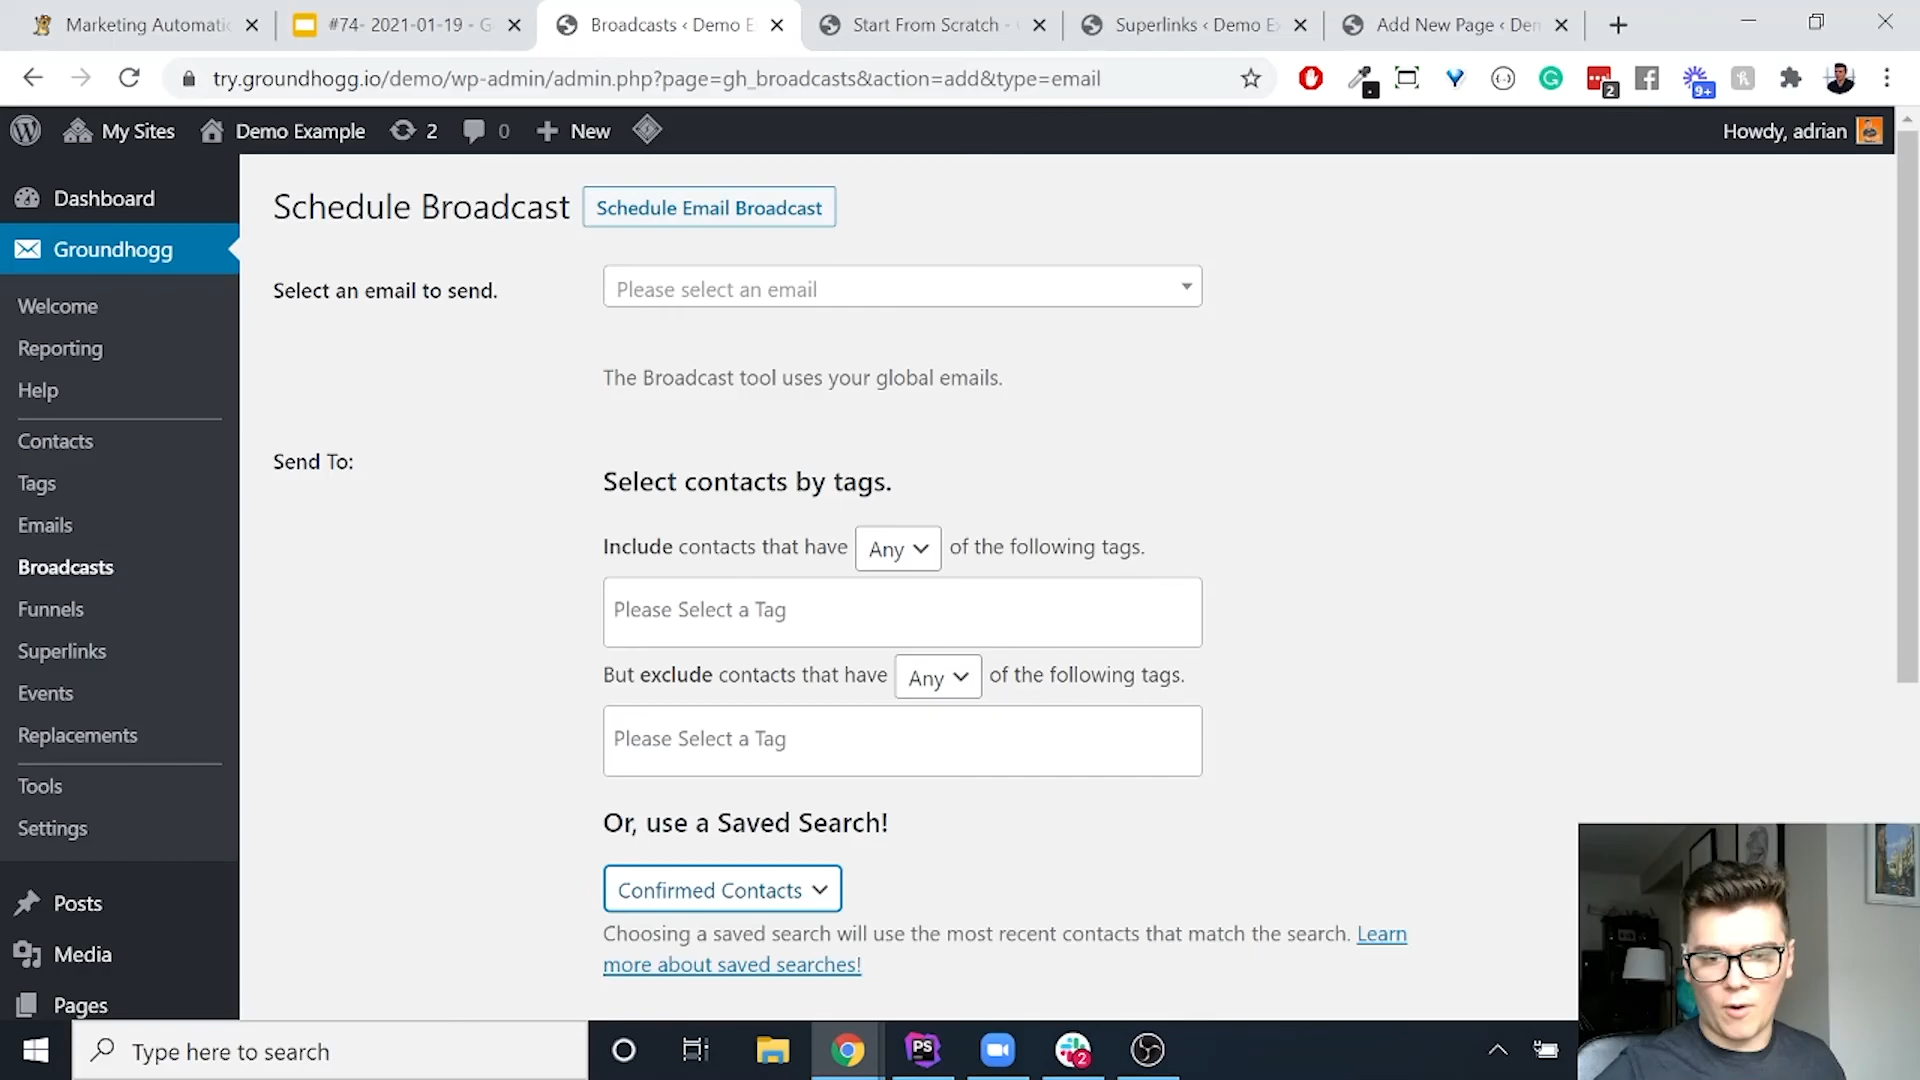 Marketing Automati
#74- 2021-01-19 - G
Broadcasts ‹ Demo E
Start From Scratch -
Superlinks ‹ Demo E
Add New Page ‹ Den
try.groundhogg.io/demo/wp-admin/admin.php?page=gh_broadcasts&action=add&type=email
2
9+
My Sites
Demo Example
2
0
New
Howdy, adrian
Dashboard
Groundhogg
Welcome
Reporting
Help
Contacts
Tags
Emails
Broadcasts
Funnels
Superlinks
Events
Replacements
Tools
Settings
Posts
Media
Pages
Schedule Broadcast
Schedule Email Broadcast
Select an email to send.
Please select an email
The Broadcast tool uses your global emails.
Send To:
Select contacts by tags.
Include contacts that have Any of the following tags.
Please Select a Tag
But exclude contacts that have Any of the following tags.
Please Select a Tag
Or, use a Saved Search!
Confirmed Contacts
Choosing a saved search will use the most recent contacts that match the search. Learn
more about saved searches!
Type here to search
PS
2